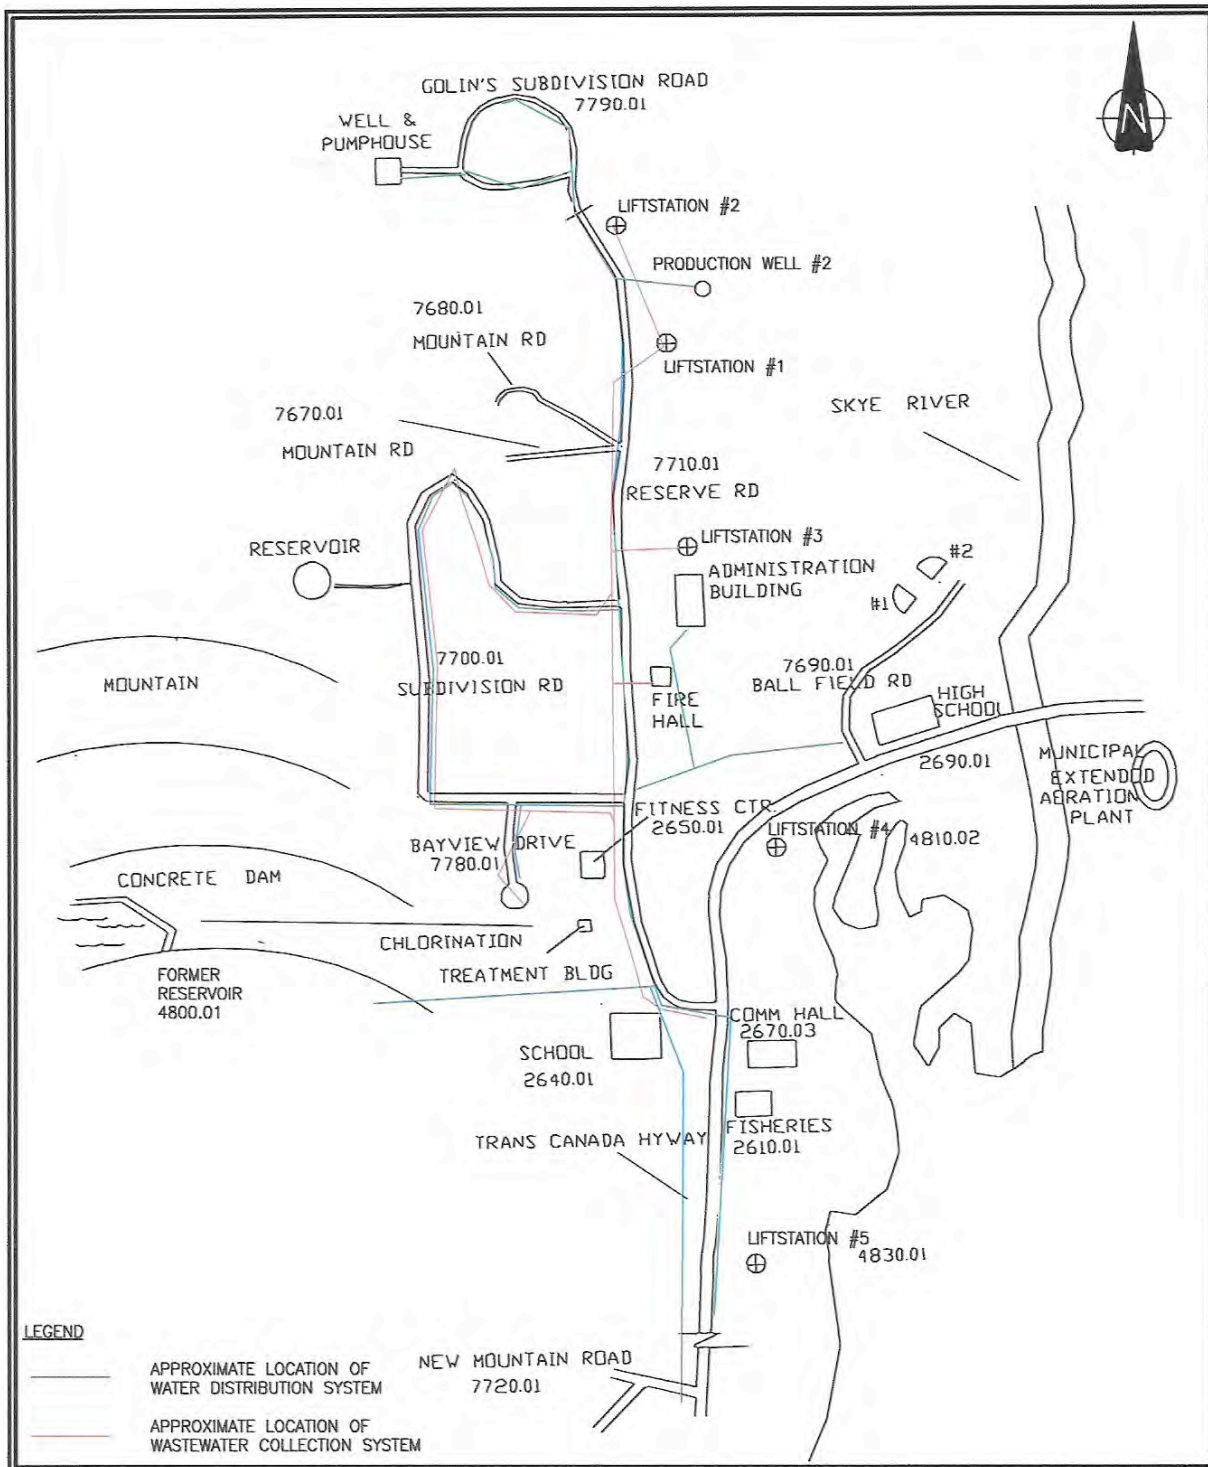 GOLIN'S SUBDIVISION ROAD
7790.01
WELL &
PUMPHOUSE
N
LIFTSTATION #2
PRODUCTION WELL #2
7680.01
MOUNTAIN RD
LIFTSTATION #1
7670.01
MOUNTAIN RD
SKYE RIVER
7710.01
RESERVE RD
RESERVOIR
LIFTSTATION #3
ADMINISTRATION
BUILDING
#2
#1
7700.01
SUBDIVISION RD
MOUNTAIN
7690.01
BALL FIELD RD
FIRE
HALL
HIGH
SCHOOL
2690.01
MUNICIPAL
EXTENDED
AERATION
PLANT
FITNESS CTR.
2650.01
LIFTSTATION #4
4810.02
BAYVIEW DRIVE
7780.01
CONCRETE DAM
CHLORINATION
TREATMENT BLDG
FORMER
RESERVOIR
4800.01
COMM HALL
2670.03
SCHOOL
2640.01
TRANS CANADA HYWAY
FISHERIES
2610.01
LIFTSTATION #5
4830.01
LEGEND
APPROXIMATE LOCATION OF
WATER DISTRIBUTION SYSTEM
APPROXIMATE LOCATION OF
WASTEWATER COLLECTION SYSTEM
NEW MOUNTAIN ROAD
7720.01